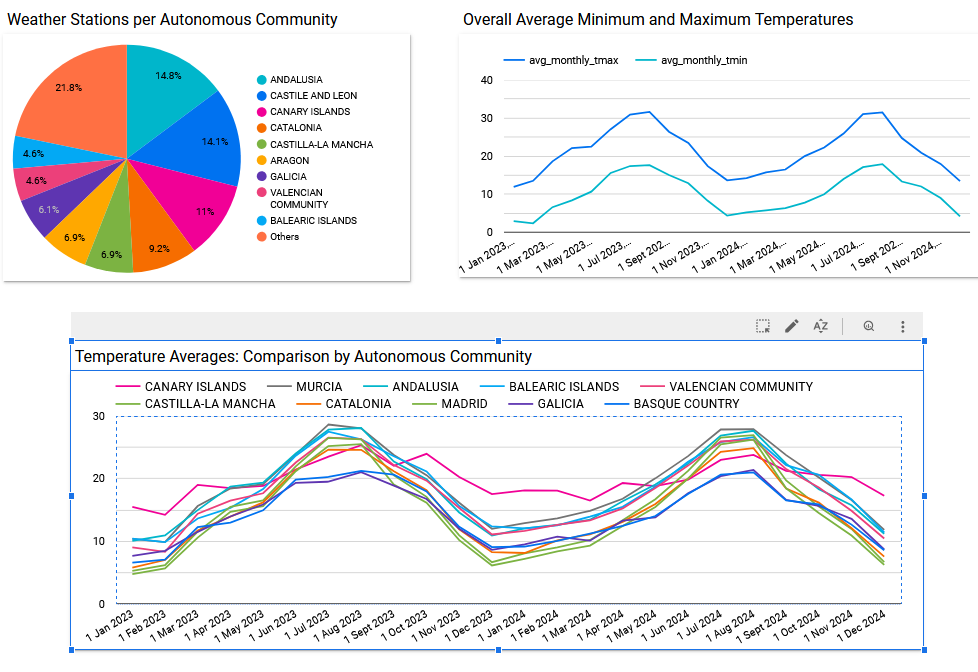 Weather Stations per Autonomous Community
14.8%
14.1%
11%
9.2%
6.9%
6.9%
6.1%
4.6%
4.6%
21.8%
ANDALUSIA
CASTILE AND LEON
CANARY ISLANDS
CATALONIA
CASTILLA-LA MANCHA
ARAGON
GALICIA
VALENCIAN
COMMUNITY
BALEARIC ISLANDS
Others
Overall Average Minimum and Maximum Temperatures
avg_monthly_tmax avg_monthly_tmin
40
30
20
10
0
1 Jan 2023…
1 Mar 2023…
1 May 2023…
1 Jul 2023…
1 Sept 202…
1 Nov 2023…
1 Jan 2024…
1 Mar 2024…
1 May 2024…
1 Jul 2024…
1 Sept 202…
1 Nov 2024…
Temperature Averages: Comparison by Autonomous Community
CANARY ISLANDS MURCIA ANDALUSIA BALEARIC ISLANDS VALENCIAN COMMUNITY
CASTILLA-LA MANCHA CATALONIA MADRID GALICIA BASQUE COUNTRY
30
20
10
0
1 Jan 2023
1 Feb 2023
1 Mar 2023
1 Apr 2023
1 May 2023
1 Jun 2023
1 Jul 2023
1 Aug 2023
1 Sept 2023
1 Oct 2023
1 Nov 2023
1 Dec 2023
1 Jan 2024
1 Feb 2024
1 Mar 2024
1 Apr 2024
1 May 2024
1 Jun 2024
1 Jul 2024
1 Aug 2024
1 Sept 2024
1 Oct 2024
1 Nov 2024
1 Dec 2024